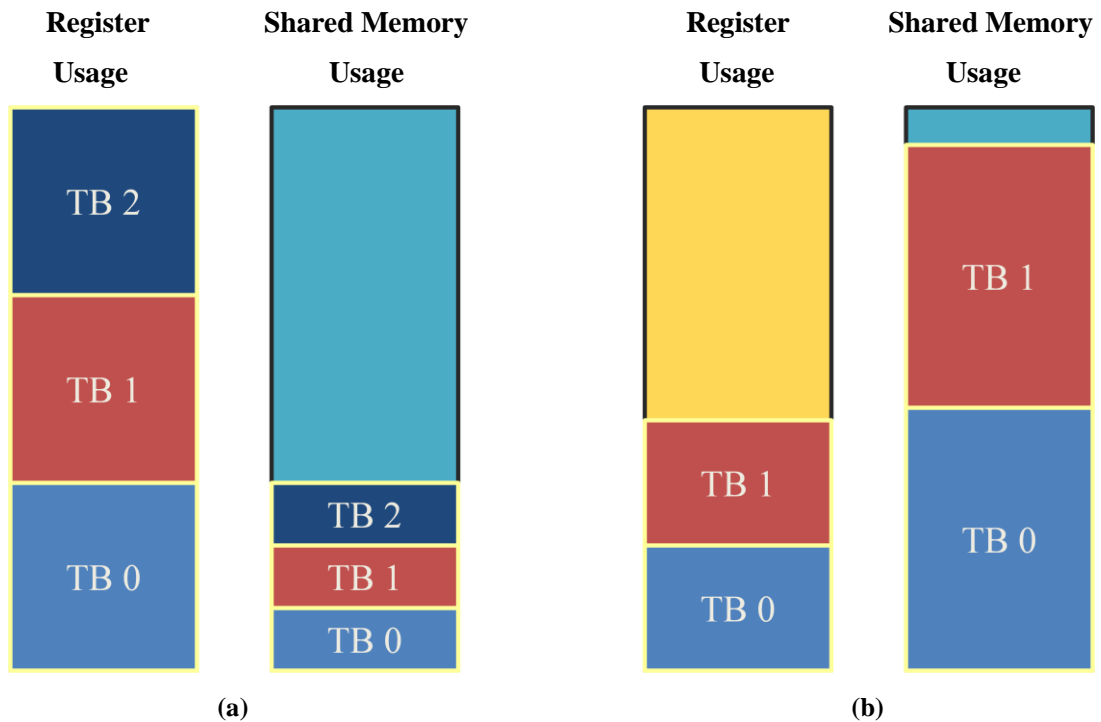 Register
Usage
Shared Memory
Usage
TB 2
TB 1
TB 0
TB 2
TB 1
TB 0
(a)
Register
Usage
Shared Memory
Usage
TB 1
TB 0
TB 1
TB 0
(b)